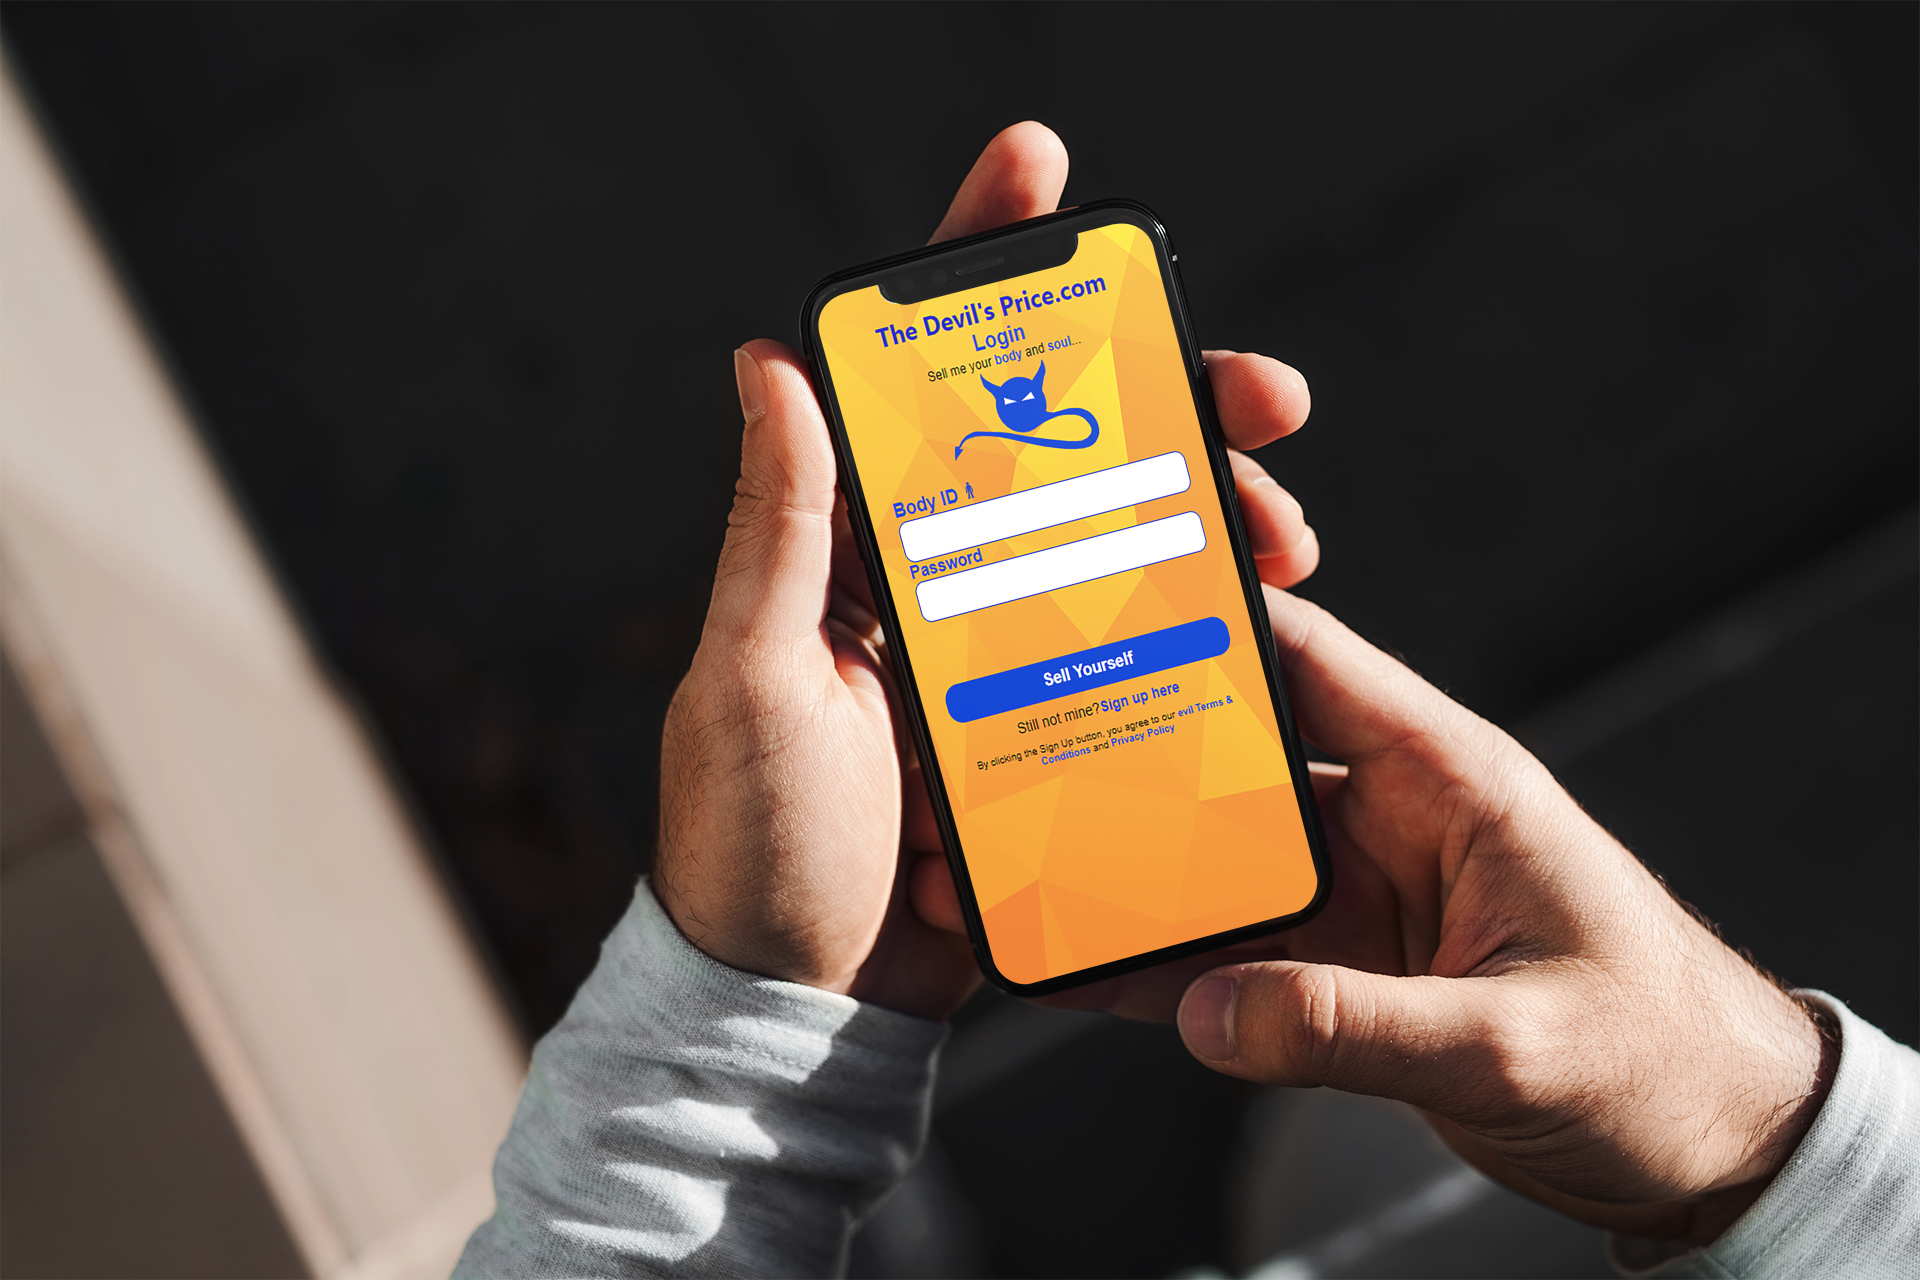 The Devil's Price.com
Login
Sell me your body and soul...
Body ID
Password
Sell Yourself
Still not mine?Sign up here
By clicking the Sign Up button, you agree to our evil Terms &
Conditions and Privacy Policy